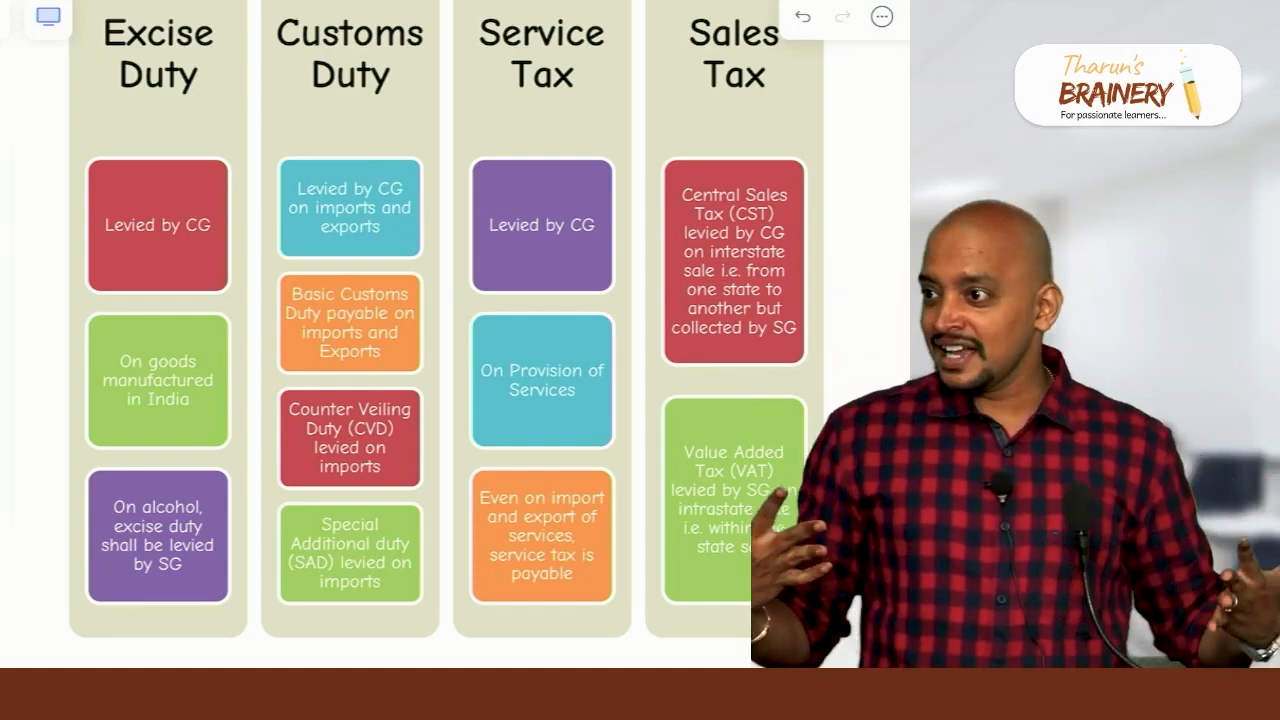 Excise
Duty
Levied by CG
On goods
manufactured
in India
On alcohol,
excise duty
shall be levied
by SG
Customs
Duty
Levied by CG
on imports and
exports
Basic Customs
Duty payable on
imports and
Exports
Counter Veiling
Duty (CVD)
levied on
imports
Special
Additional duty
(SAD) levied on
imports
Service
Tax
Levied by CG
On Provision of
Services
Even on import
and export of
services,
service tax is
payable
Sales
Tax
Central Sales
Tax (CST)
levied by CG
on interstate
sale i.e. from
one state to
another but
collected by SG
Value Added
Tax (VAT)
levied by SG
intrastate
i.e. within
state
Tharun's
BRAINERY
For passionate learners...